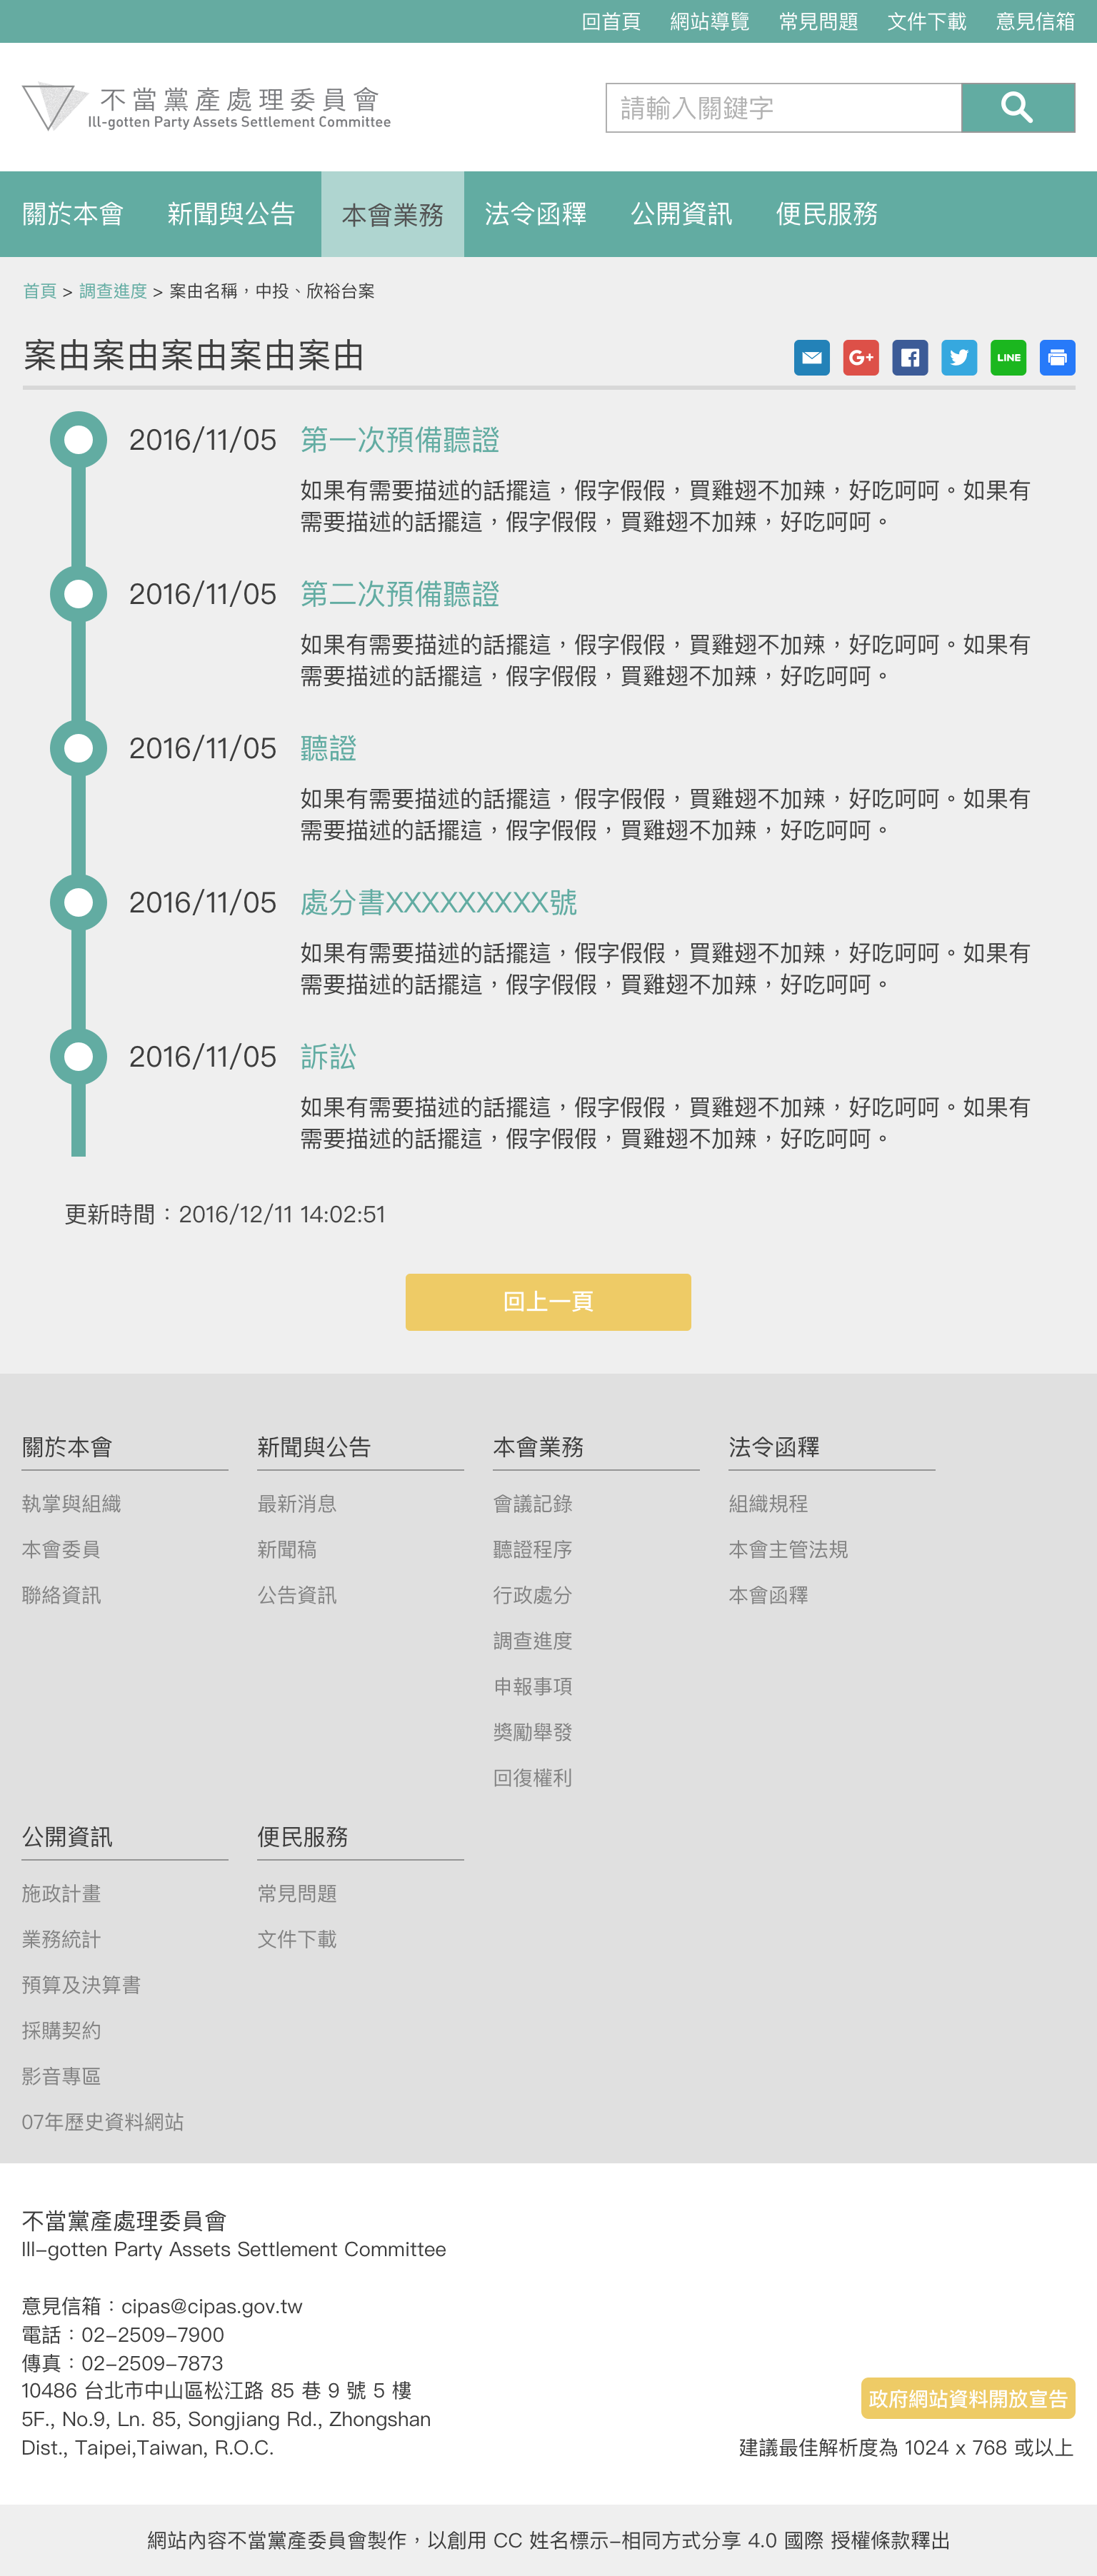 回首頁 網站導覽 常見問題 文件下載 意見信箱
不當黨產處理委員會
Ill-gotten Party Assets Settlement Committee
請輸入關鍵字
關於本會 新聞與公告 本會業務 法令函釋 公開資訊 便民服務
首頁 > 調查進度 > 案由名稱，中投、欣裕台案
案由案由案由案由案由
G+ LINE
2016/11/05 第一次預備聽證
如果有需要描述的話擺這，假字假假，買雞翅不加辣，好吃呵呵。如果有
需要描述的話擺這，假字假假，買雞翅不加辣，好吃呵呵。
2016/11/05 第二次預備聽證
如果有需要描述的話擺這，假字假假，買雞翅不加辣，好吃呵呵。如果有
需要描述的話擺這，假字假假，買雞翅不加辣，好吃呵呵。
2016/11/05 聽證
如果有需要描述的話擺這，假字假假，買雞翅不加辣，好吃呵呵。如果有
需要描述的話擺這，假字假假，買雞翅不加辣，好吃呵呵。
2016/11/05 處分書XXXXXXXXX號
如果有需要描述的話擺這，假字假假，買雞翅不加辣，好吃呵呵。如果有
需要描述的話擺這，假字假假，買雞翅不加辣，好吃呵呵。
2016/11/05 訴訟
如果有需要描述的話擺這，假字假假，買雞翅不加辣，好吃呵呵。如果有
需要描述的話擺這，假字假假，買雞翅不加辣，好吃呵呵。
更新時間：2016/12/11 14:02:51
回上一頁
關於本會
執掌與組織
本會委員
聯絡資訊
新聞與公告
最新消息
新聞稿
公告資訊
本會業務
會議記錄
聽證程序
行政處分
調查進度
申報事項
獎勵舉發
回復權利
法令函釋
組織規程
本會主管法規
本會函釋
公開資訊
施政計畫
業務統計
預算及決算書
採購契約
影音專區
07年歷史資料網站
便民服務
常見問題
文件下載
不當黨產處理委員會
Ill-gotten Party Assets Settlement Committee
意見信箱：cipas@cipas.gov.tw
電話：02-2509-7900
傳真：02-2509-7873
10486 台北市中山區松江路 85 巷 9 號 5 樓
5F., No.9, Ln. 85, Songjiang Rd., Zhongshan
Dist., Taipei,Taiwan, R.O.C.
政府網站資料開放宣告
建議最佳解析度為 1024 x 768 或以上
網站內容不當黨產委員會製作，以創用 CC 姓名標示-相同方式分享 4.0 國際 授權條款釋出